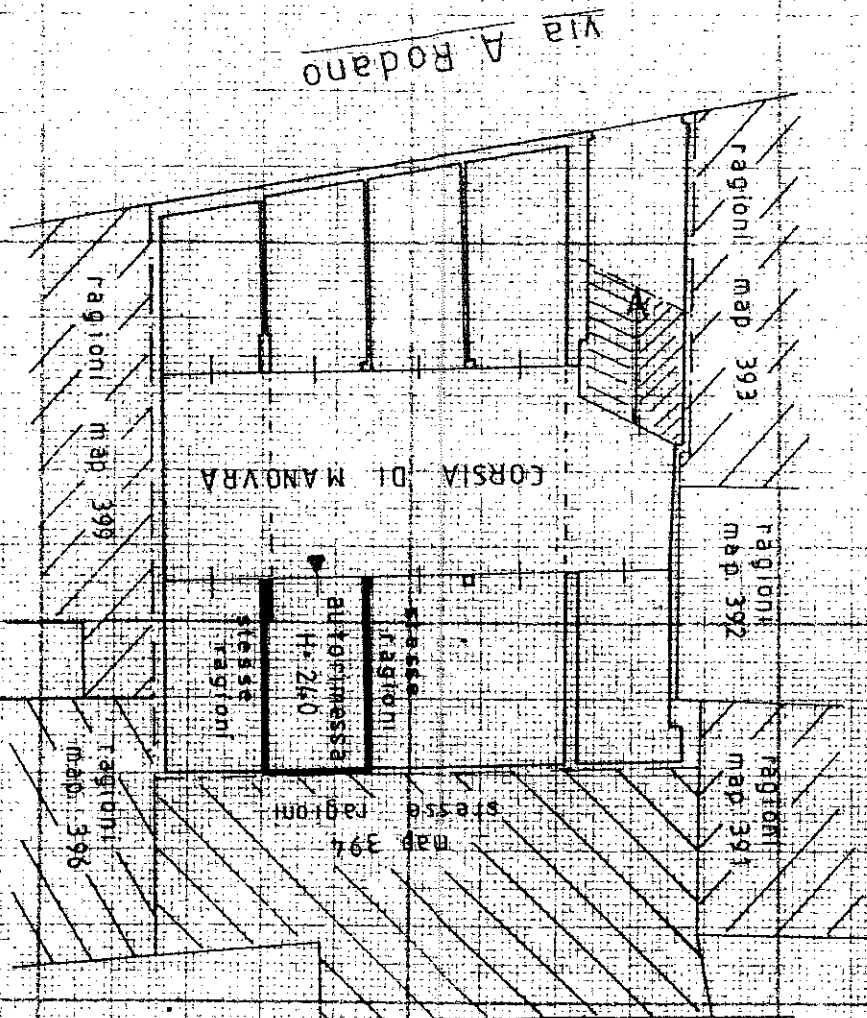 via A. Rodano
ragioni map 393
ragioni map 399
CORSIA DI MANOVRA
ragioni
map 392
stesse
ragioni
autorimessa
H=240
stesse
ragioni
ragioni
map 391
ragioni
map 396
map 394
stesse ragioni